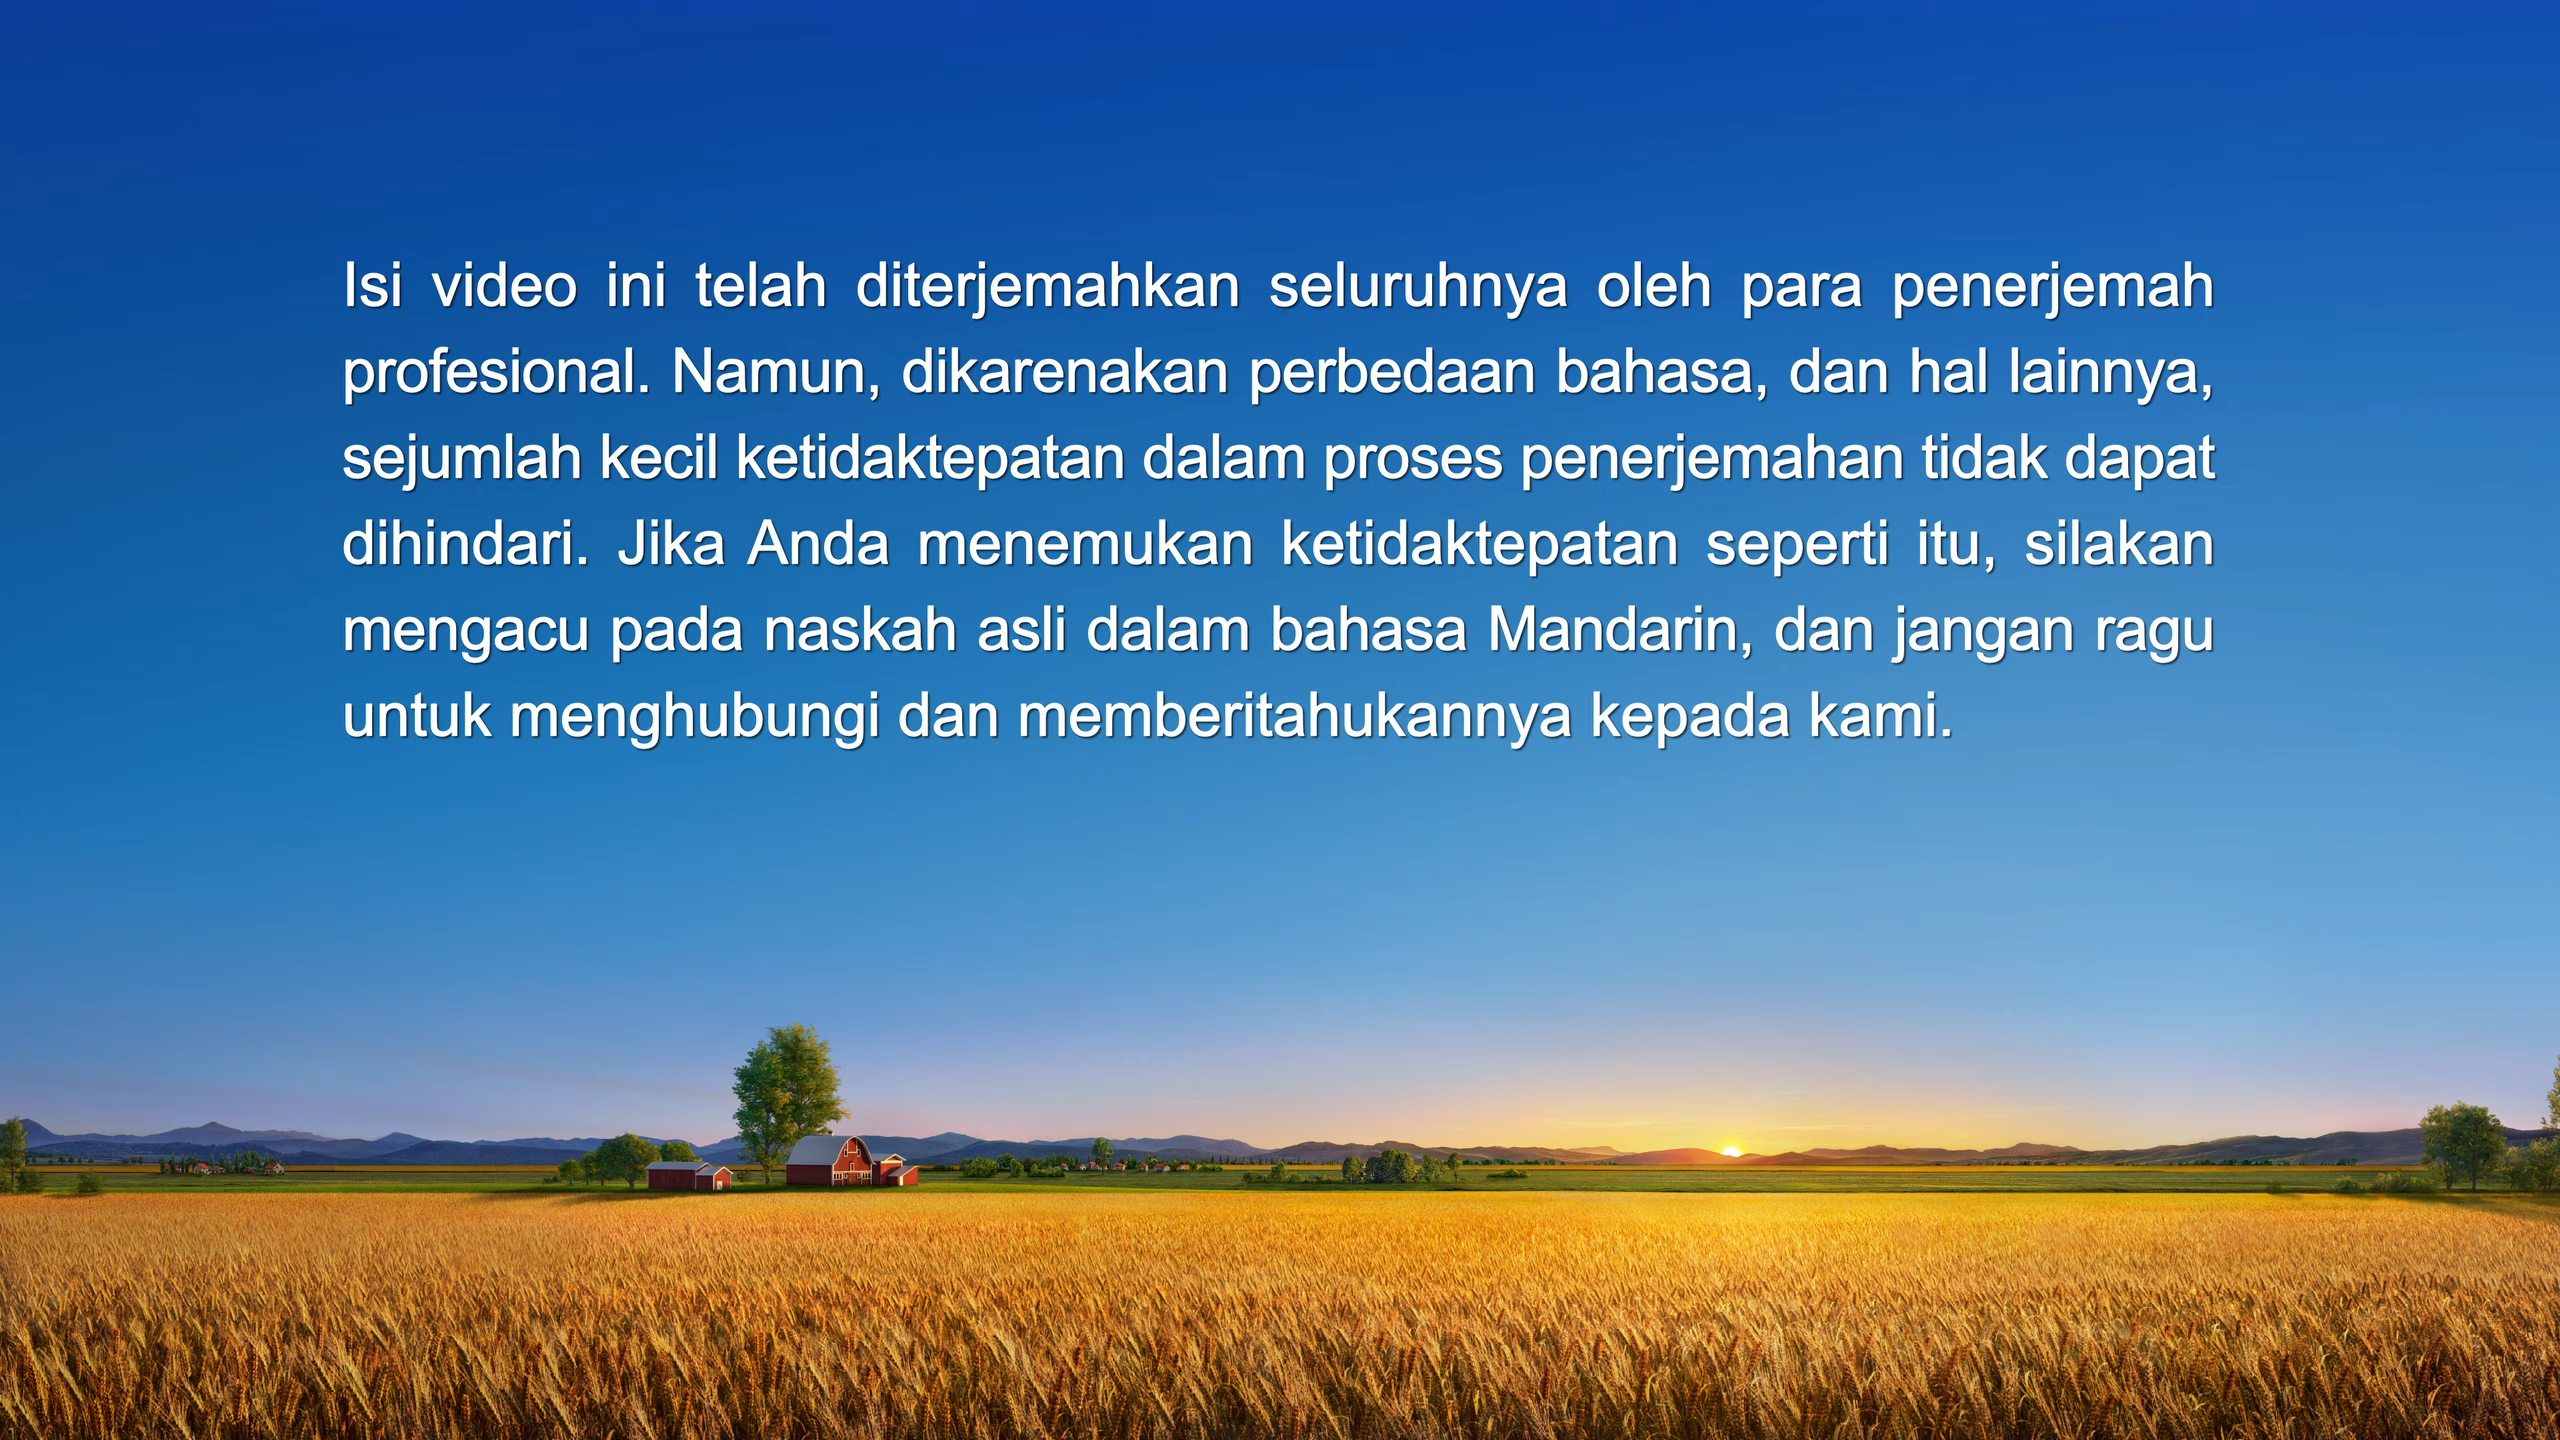 Isi video ini telah diterjemahkan seluruhnya oleh para penerjemah
profesional. Namun, dikarenakan perbedaan bahasa, dan hal lainnya,
sejumlah kecil ketidaktepatan dalam proses penerjemahan tidak dapat
dihindari. Jika Anda menemukan ketidaktepatan seperti itu, silakan
mengacu pada naskah asli dalam bahasa Mandarin, dan jangan ragu
untuk menghubungi dan memberitahukannya kepada kami.